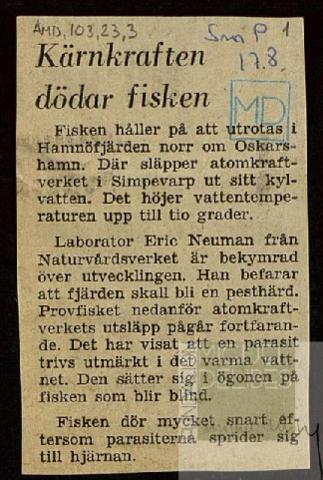 ÄMD, 103, 23, 3
1
17.8.
Kärnkraften
dödar fisken
MD
Fisken håller på att utrotas i
Hamnöfjärden norr om Oskars-
hamn. Där släpper atomkraft-
verket i Simpevarp ut sitt kyl-
vatten. Det höjer vattentempe-
raturen upp till tio grader.
Laborator Eric Neuman från
Naturvårdsverket är bekymrad
över utvecklingen. Han befarar
att fjärden skall bli en pesthärd.
Provfisket nedanför atomkraft-
verkets utsläpp pågår fortfaran-
de. Det har visat att en parasit
trivs utmärkt i det varma vatt-
net. Den sätter sig i ögonen på
fisken som blir blind.
Fisken dör mycket snart ef-
tersom parasiterna sprider sig
till hjärnan.